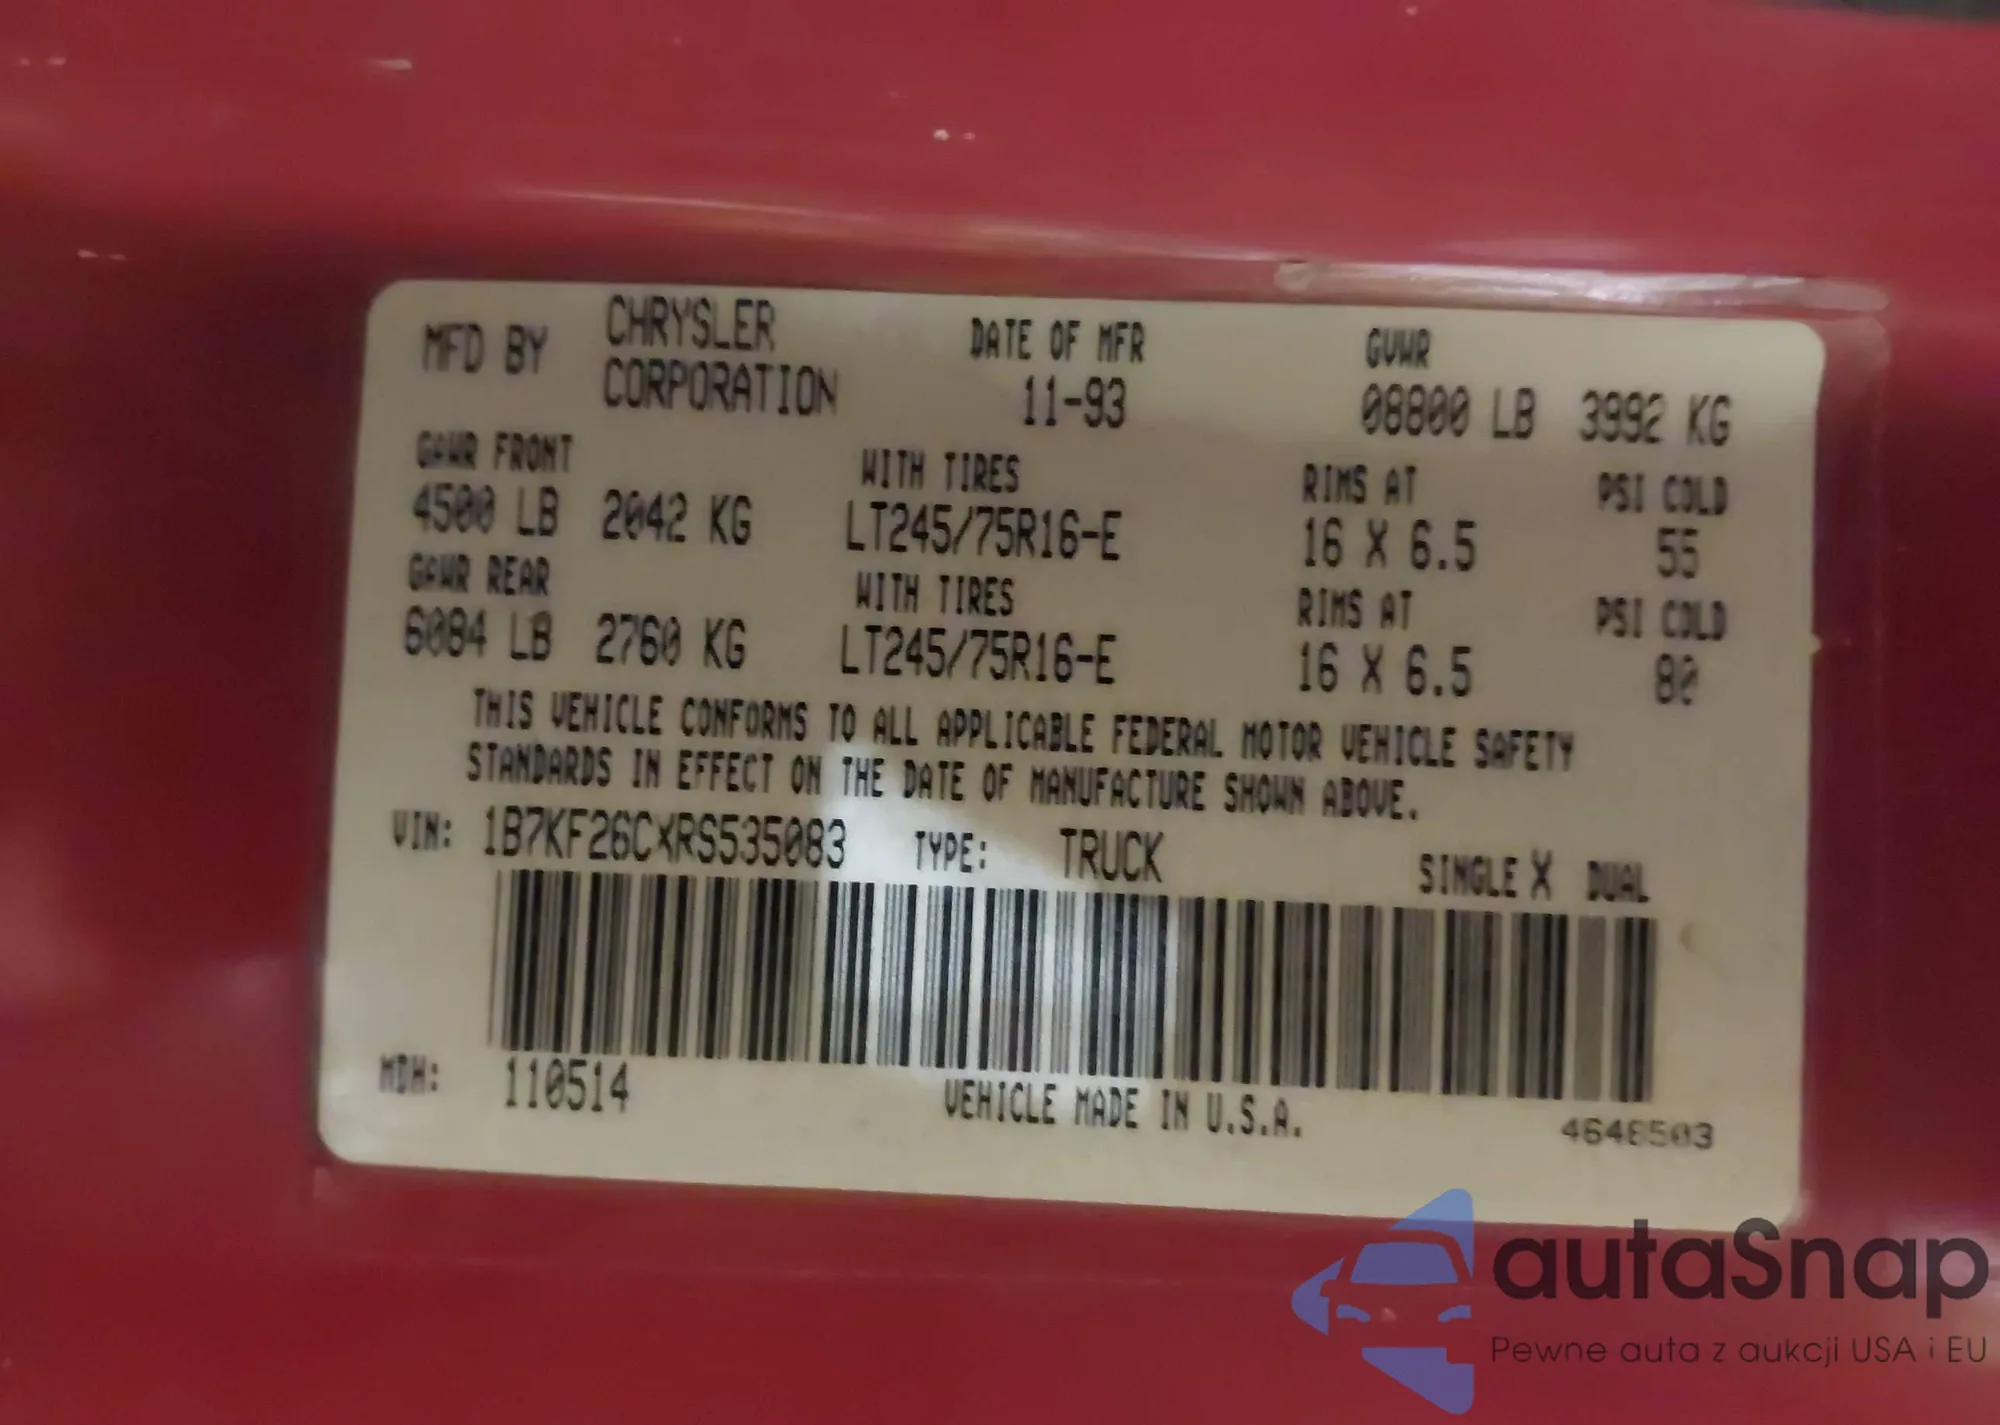 MFD BY CHRYSLER CORPORATION DATE OF MFR 11-93 GVWR 08800 LB 3992 KG
GAWR FRONT WITH TIRES RIMS AT PSI COLD
4500 LB 2042 KG LT245/75R16-E 16 X 6.5 55
GAWR REAR WITH TIRES RIMS AT PSI COLD
6084 LB 2760 KG LT245/75R16-E 16 X 6.5 80
THIS VEHICLE CONFORMS TO ALL APPLICABLE FEDERAL MOTOR VEHICLE SAFETY
STANDARDS IN EFFECT ON THE DATE OF MANUFACTURE SHOWN ABOVE.
VIN: 1B7KF26CXRS535083 TYPE: TRUCK SINGLE X DUAL
MDH: 110514 VEHICLE MADE IN U.S.A.
autaSnap
Pewne auta z aukcji USA i EU